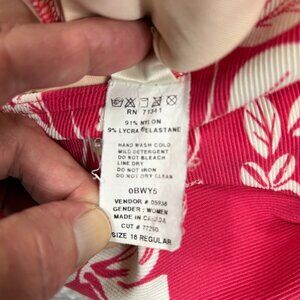 RN 71341
91% NYLON
9% LYCRA ELASTANE
HAND WASH COLD
MILD DETERGENT
DO NOT BLEACH
LINE DRY
DO NOT IRON
DO NOT DRY CLEAN
0BWY5
VENDOR # 05938
GENDER: WOMEN
MADE IN CANADA
CUT # 77250
SIZE 16 REGULAR